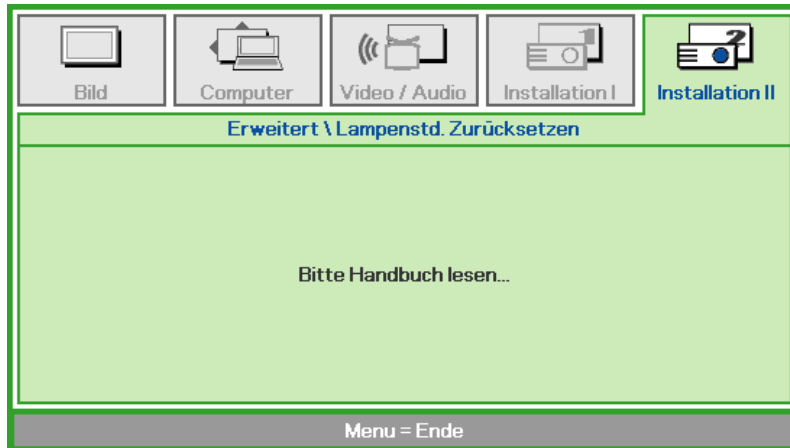 Bild
Computer
Video / Audio
Installation I
Installation II
Erweitert \ Lampenstd. Zurücksetzen
Bitte Handbuch lesen...
Menu = Ende